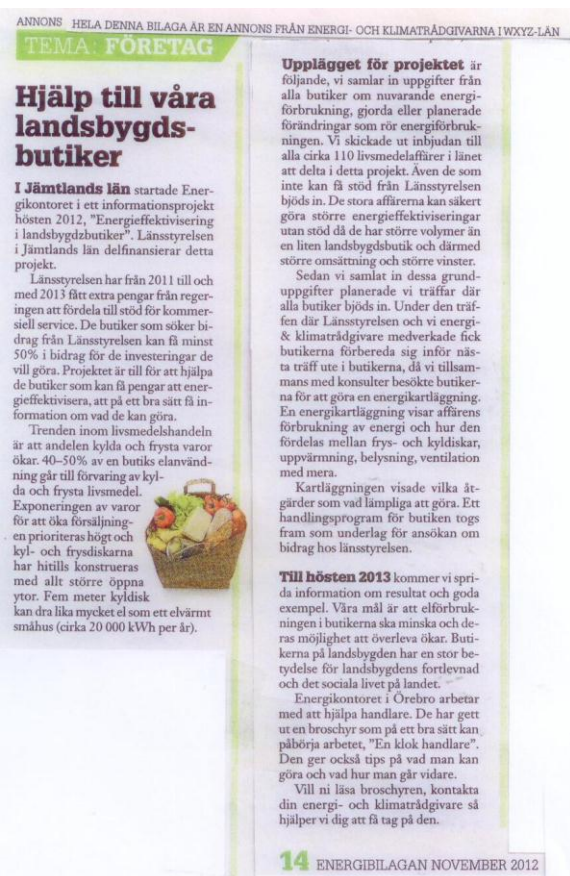 ANNONS HELA DENNA BILAGA ÄR EN ANNONS FRÅN ENERGI- OCH KLIMATRÅDGIVARNA I WXYZ-LÄN
TEMA: FÖRETAG
Hjälp till våra
landsbygds-
butiker
I Jämtlands län startade Ener-
gikontoret i ett informationsprojekt
hösten 2012, "Energieffektivisering
i landsbygdzbutiker". Länsstyrelsen
i Jämtlands län delfinansierar detta
projekt.
Länsstyrelsen har från 2011 till och
med 2013 fått extra pengar från reger-
ingen att fördela till stöd för kommer-
siell service. De butiker som söker bi-
drag från Länsstyrelsen kan få minst
50% i bidrag för de investeringar de
vill göra. Projektet är till för att hjälpa
de butiker som kan få pengar att ener-
gieffektivisera, att på ett bra sätt få in-
formation om vad de kan göra.
Trenden inom livsmedelshandeln
är att andelen kylda och frysta varor
ökar. 40–50% av en butiks elanvänd-
ning går till förvaring av kyl-
da och frysta livsmedel.
Exponeringen av varor
för att öka försäljning-
en prioriteras högt och
kyl- och frysdiskarna
har hitills konstrueras
med allt större öppna
ytor. Fem meter kyldisk
kan dra lika mycket el som ett elvärmt
småhus (cirka 20 000 kWh per år).
Upplägget för projektet är
följande, vi samlar in uppgifter från
alla butiker om nuvarande energi-
förbrukning, gjorda eller planerade
förändringar som rör energiförbruk-
ningen. Vi skickade ut inbjudan till
alla cirka 110 livsmedelaffärer i länet
att delta i detta projekt. Även de som
inte kan få stöd från Länsstyrelsen
bjöds in. De stora affärerna kan säkert
göra större energieffektiviseringar
utan stöd då de har större volymer än
en liten landsbygdsbutik och därmed
större omsättning och större vinster.
Sedan vi samlat in dessa grund-
uppgifter planerade vi träffar där
alla butiker bjöds in. Under den träf-
fen där Länsstyrelsen och vi energi-
& klimatrådgivare medverkade fick
butikerna förbereda sig inför näs-
ta träff ute i butikerna, då vi tillsam-
mans med konsulter besökte butiker-
na för att göra en energikartläggning.
En energikartläggning visar affärens
förbrukning av energi och hur den
fördelas mellan frys- och kyldiskar,
uppvärmning, belysning, ventilation
med mera.
Kartläggningen visade vilka åt-
gärder som vad lämpliga att göra. Ett
handlingsprogram för butiken togs
fram som underlag för ansökan om
bidrag hos länsstyrelsen.
Till hösten 2013 kommer vi spri-
da information om resultat och goda
exempel. Våra mål är att elförbruk-
ningen i butikerna ska minska och de-
ras möjlighet att överleva ökar. Buti-
kerna på landsbygden har en stor be-
tydelse för landsbygdens fortlevnad
och det sociala livet på landet.
Energikontoret i Örebro arbetar
med att hjälpa handlare. De har gett
ut en broschyr som på ett bra sätt kan
påbörja arbetet, "En klok handlare".
Den ger också tips på vad man kan
göra och vad hur man går vidare.
Vill ni läsa broschyren, kontakta
din energi- och klimatrådgivare så
hjälper vi dig att få tag på den.
14 ENERGIBILAGAN NOVEMBER 2012